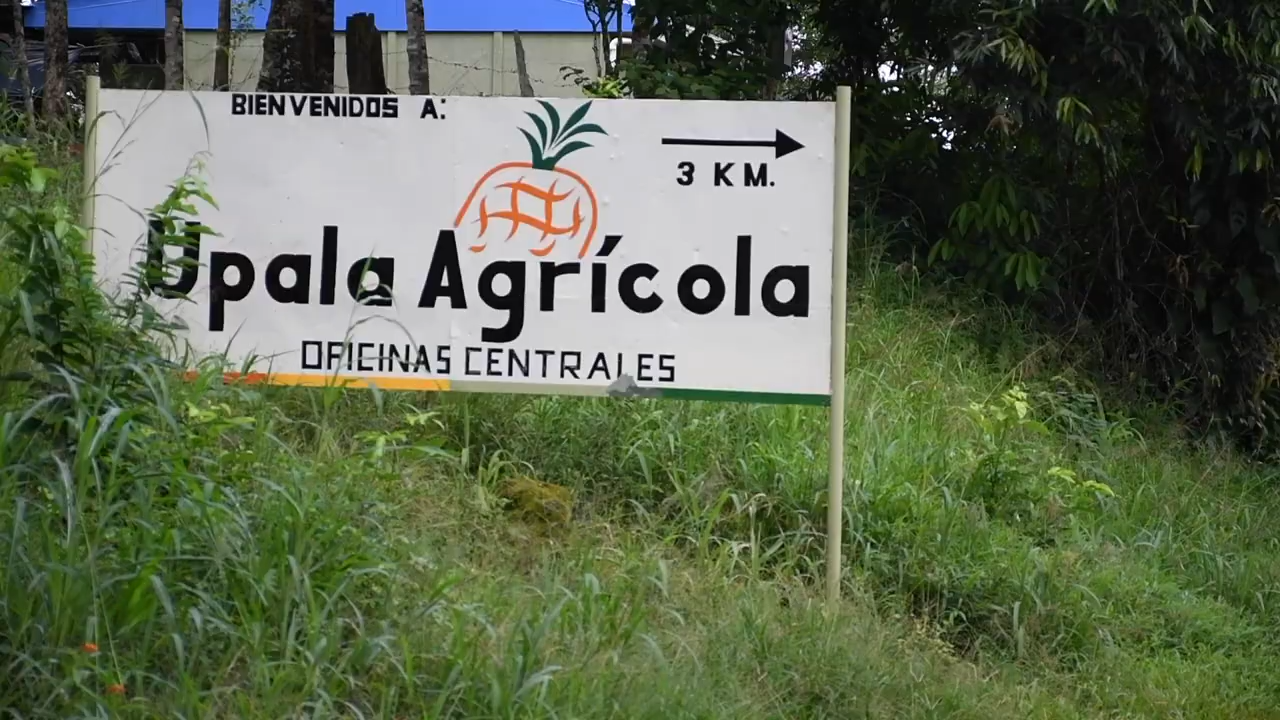 BIENVENIDOS A:
3 KM.
Upala Agrícola
OFICINAS CENTRALES